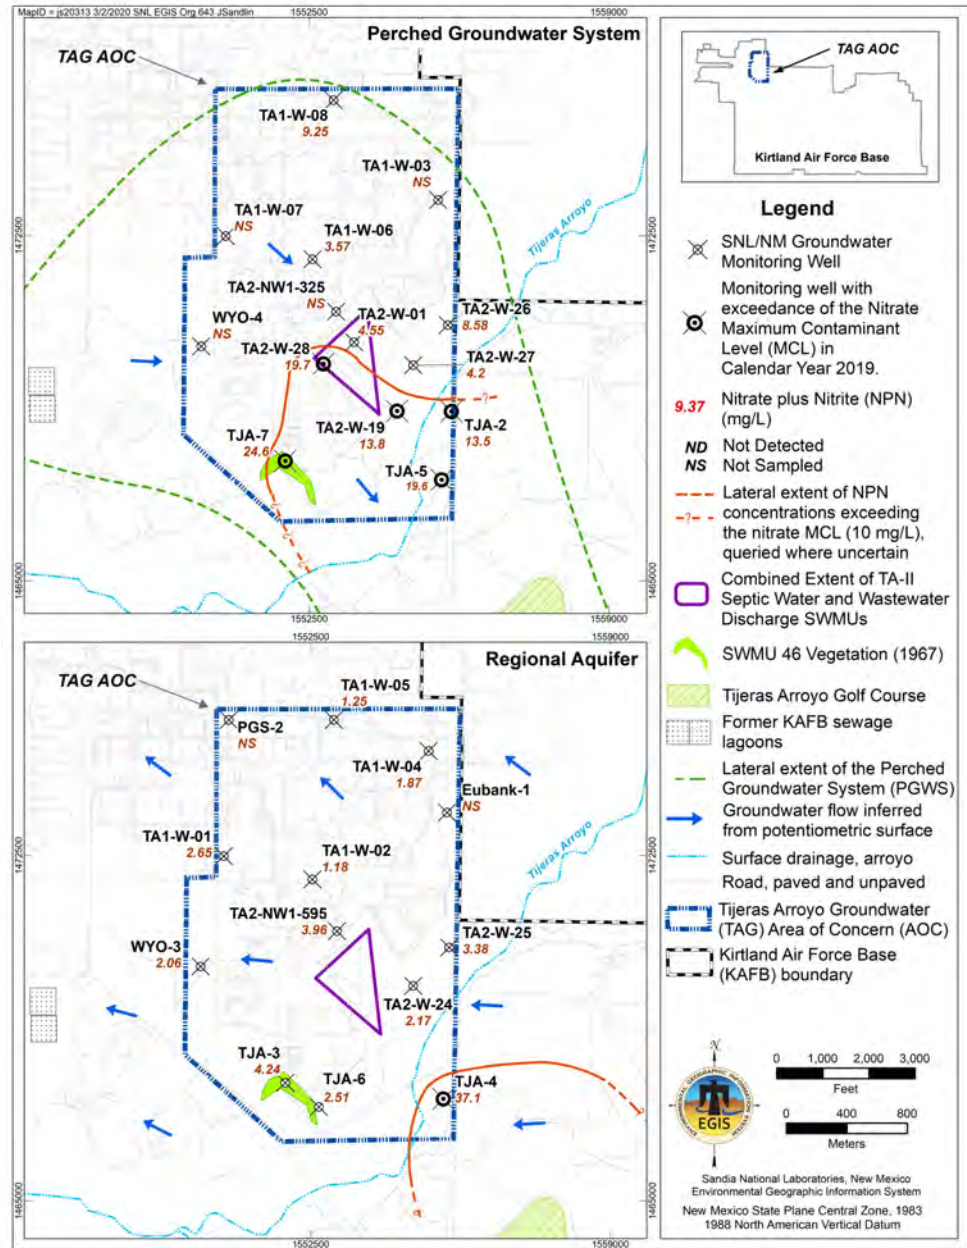 MapID = js20313 3/2/2020 SNL EGIS Org 643 JSandlin
1552500
1559000
Perched Groundwater System
TAG AOC
TA1-W-08
9.25
TA1-W-03
NS
Tijeras Arroyo
TA1-W-07
NS
TA1-W-06
3.57
1472500
TA2-NW1-325
NS
TA2-W-01
4.55
TA2-W-26
8.58
WYO-4
NS
TA2-W-28
19.7
TA2-W-27
4.2
?
TA2-W-19
13.8
TJA-2
13.5
TJA-7
24.6
TJA-5
19.6
?
1465000
1552500
1559000
Regional Aquifer
TAG AOC
TA1-W-05
1.25
PGS-2
NS
TA1-W-04
1.87
Eubank-1
NS
Tijeras Arroyo
TA1-W-01
2.65
TA1-W-02
1.18
1472500
TA2-NW1-595
3.96
TA2-W-25
3.38
WYO-3
2.06
TA2-W-24
2.17
TJA-3
4.24
TJA-6
2.51
TJA-4
37.1
?
?
1465000
1552500
1559000
TAG AOC
Kirtland Air Force Base
Legend
SNL/NM Groundwater
Monitoring Well
Monitoring well with
exceedance of the Nitrate
Maximum Contaminant
Level (MCL) in
Calendar Year 2019.
9.37 Nitrate plus Nitrite (NPN)
(mg/L)
ND Not Detected
NS Not Sampled
Lateral extent of NPN
concentrations exceeding
?
the nitrate MCL (10 mg/L),
queried where uncertain
Combined Extent of TA-II
Septic Water and Wastewater
Discharge SWMUs
SWMU 46 Vegetation (1967)
Tijeras Arroyo Golf Course
Former KAFB sewage
lagoons
Lateral extent of the Perched
Groundwater System (PGWS)
Groundwater flow inferred
from potentiometric surface
Surface drainage, arroyo
Road, paved and unpaved
Tijeras Arroyo Groundwater
(TAG) Area of Concern (AOC)
Kirtland Air Force Base
(KAFB) boundary
N
ENVIRONMENTAL GEOGRAPHIC INFORMATION SYSTEM
EGIS
0 1,000 2,000 3,000
Feet
0 400 800
Meters
Sandia National Laboratories, New Mexico
Environmental Geographic Information System
New Mexico State Plane Central Zone, 1983
1988 North American Vertical Datum